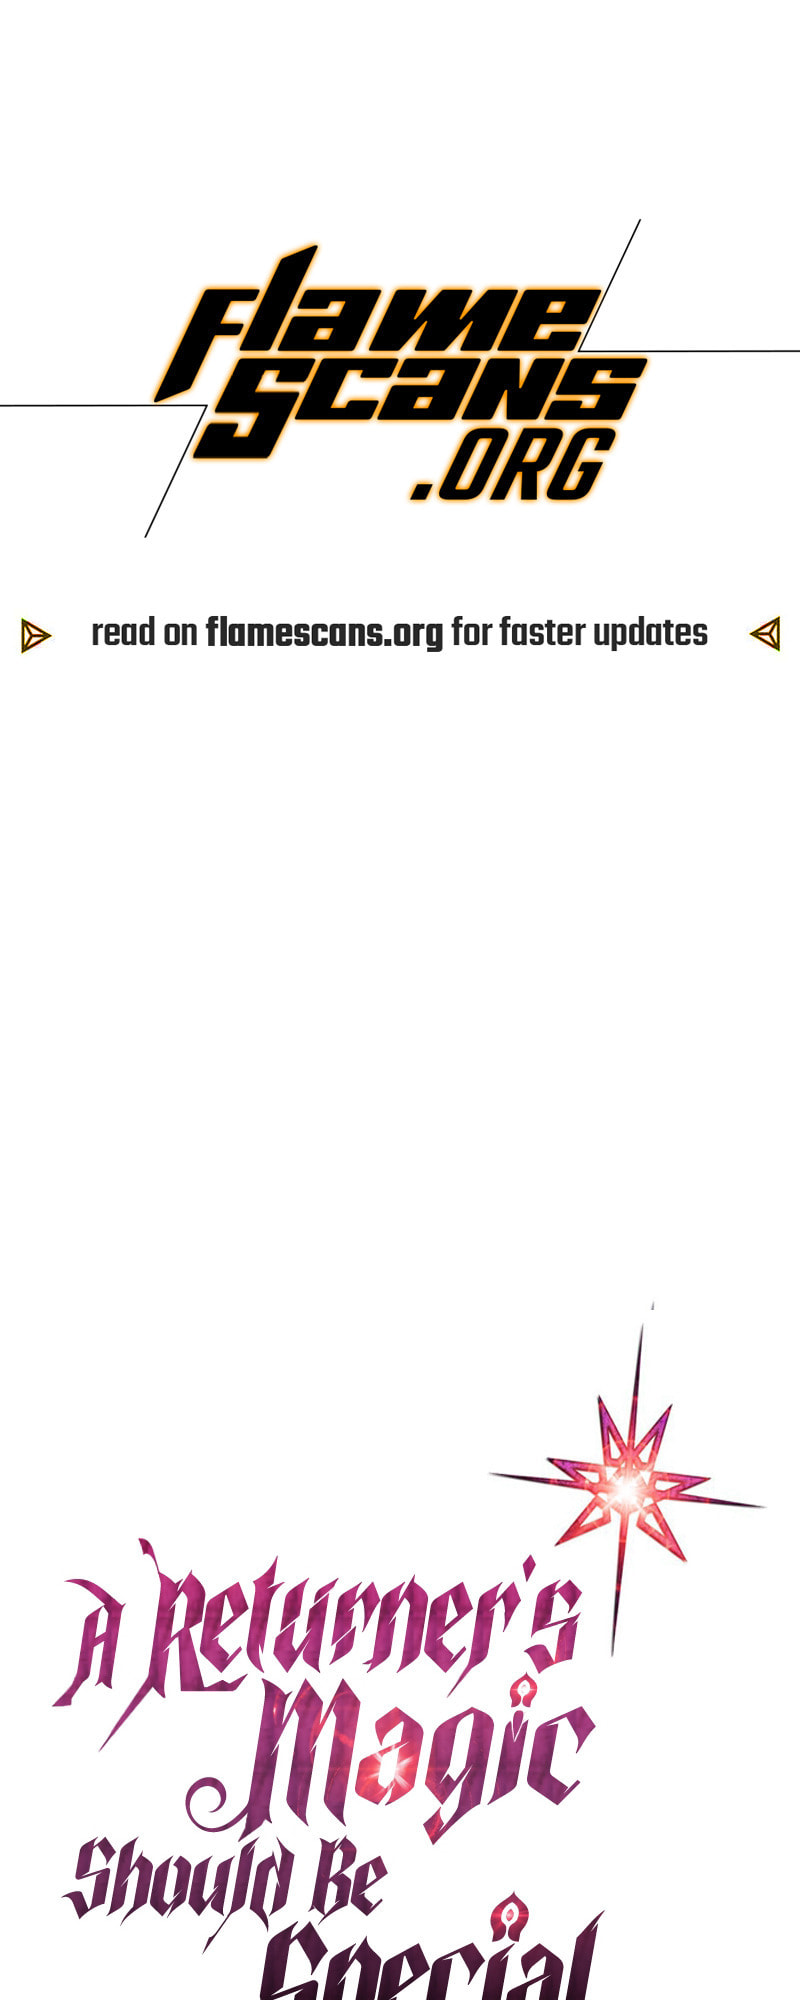 Flame
Scans
.ORG
read on flamescans.org for faster updates
A Returner's
Magic
Should Be
Special